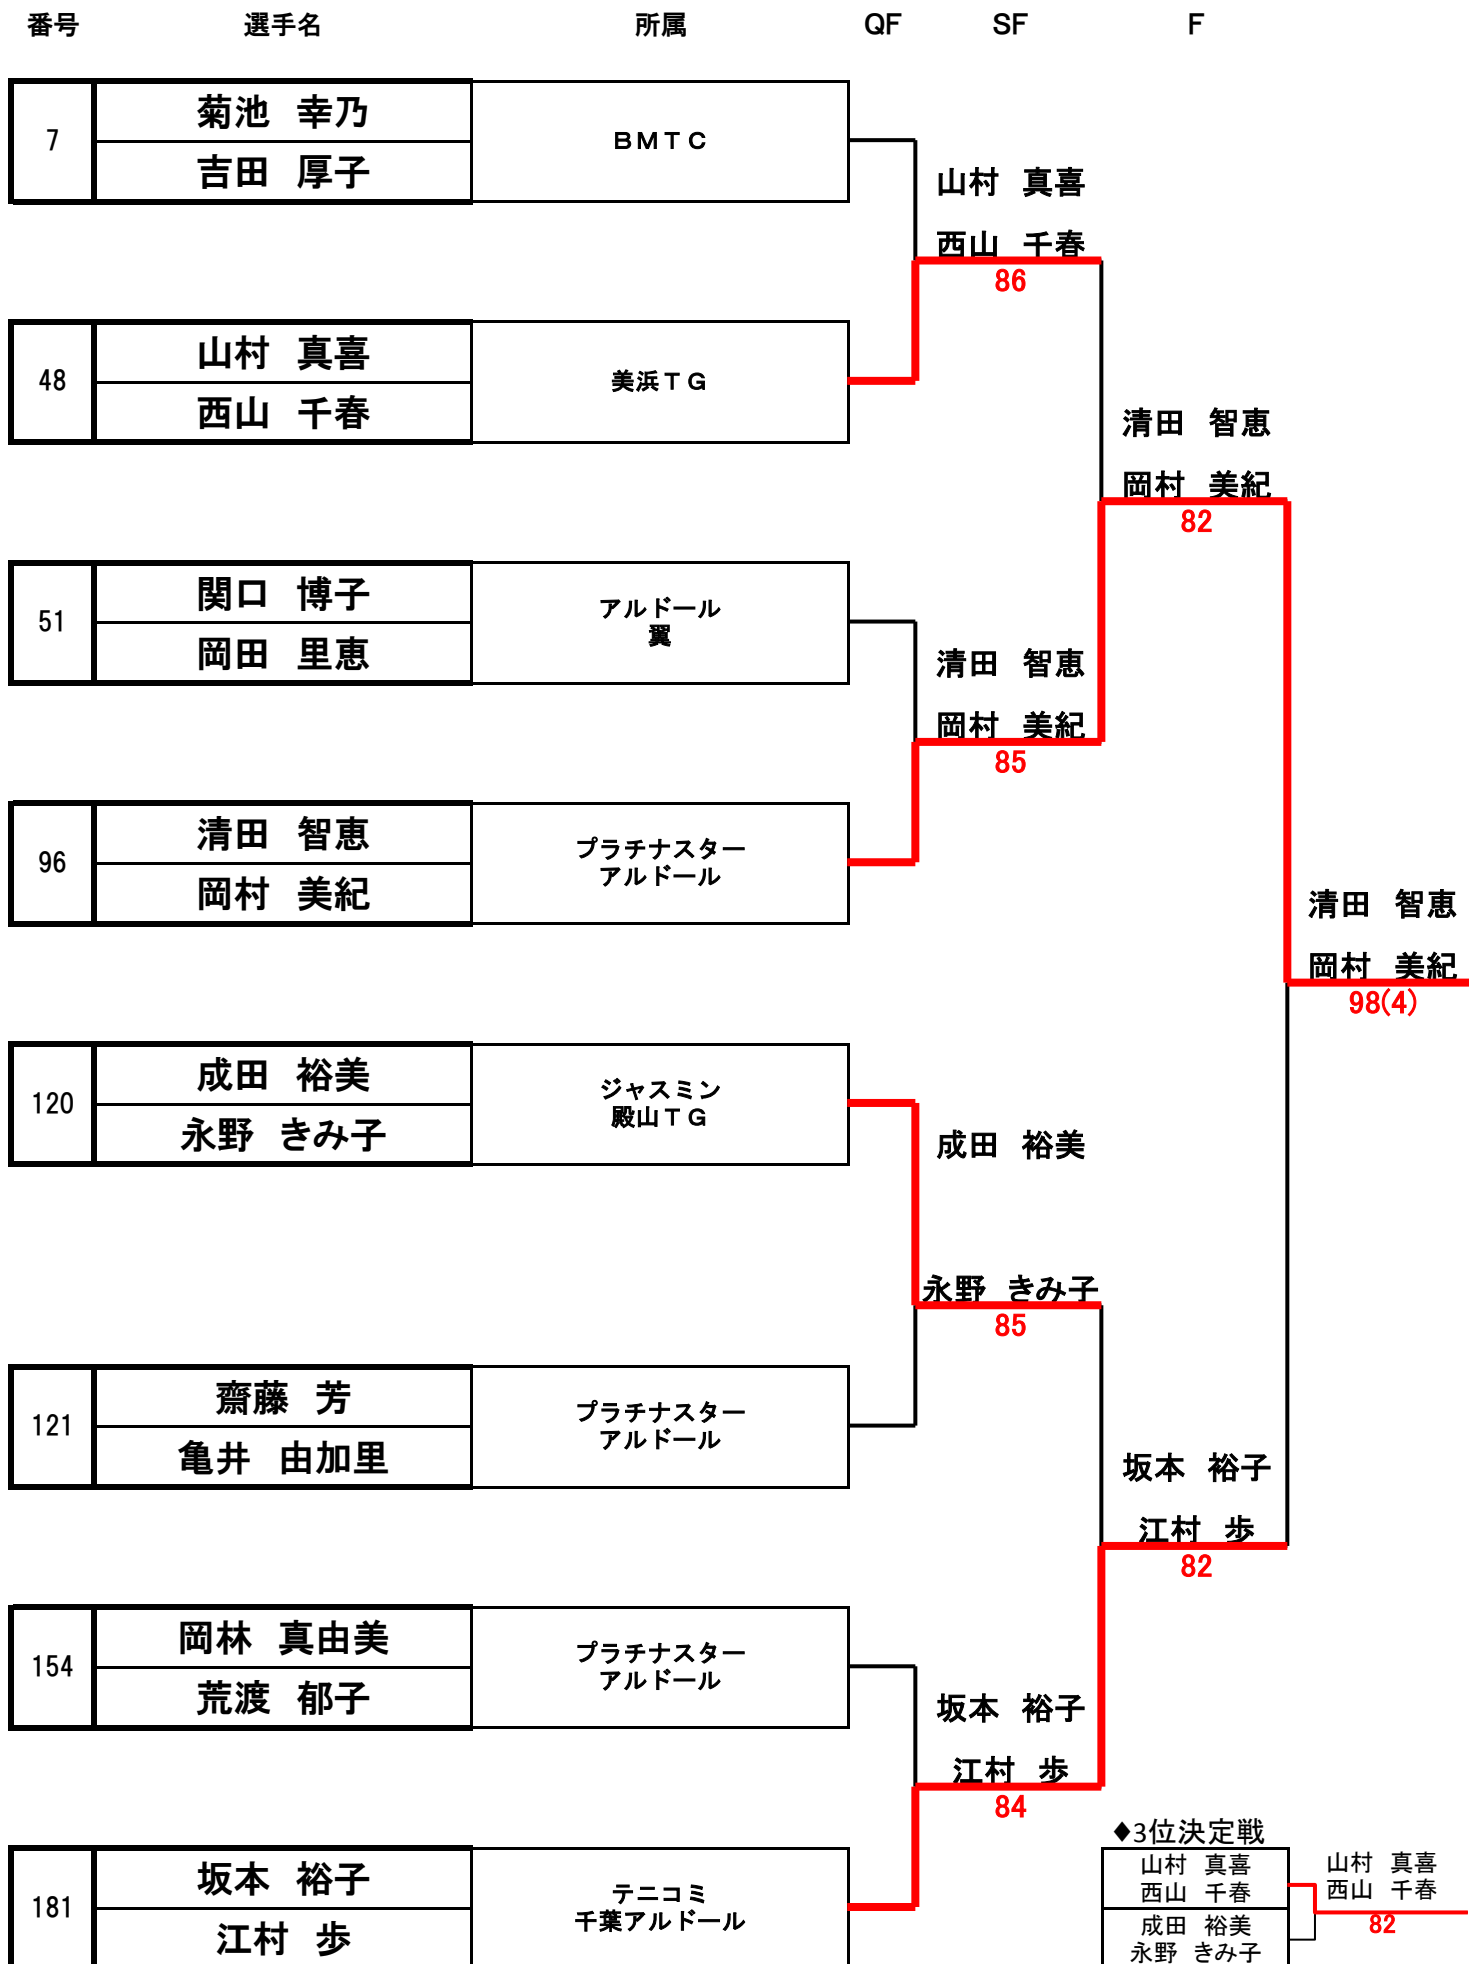 番号 選手名 所属 QF SF F
7
菊池 幸乃
吉田 厚子
BMTC
山村 真喜
西山 千春
86
48
山村 真喜
西山 千春
美浜TG
清田 智恵
岡村 美紀
82
51
関口 博子
岡田 里恵
アルドール
翼
清田 智恵
岡村 美紀
85
96
清田 智恵
岡村 美紀
プラチナスター
アルドール
清田 智恵
岡村 美紀
98(4)
120
成田 裕美
永野 きみ子
ジャスミン
殿山TG
成田 裕美
永野 きみ子
85
121
齋藤 芳
亀井 由加里
プラチナスター
アルドール
坂本 裕子
江村 歩
82
154
岡林 真由美
荒渡 郁子
プラチナスター
アルドール
坂本 裕子
江村 歩
84
181
坂本 裕子
江村 歩
テニコミ
千葉アルドール
♦3位決定戦
山村 真喜
西山 千春
成田 裕美
永野 きみ子
山村 真喜
西山 千春
82